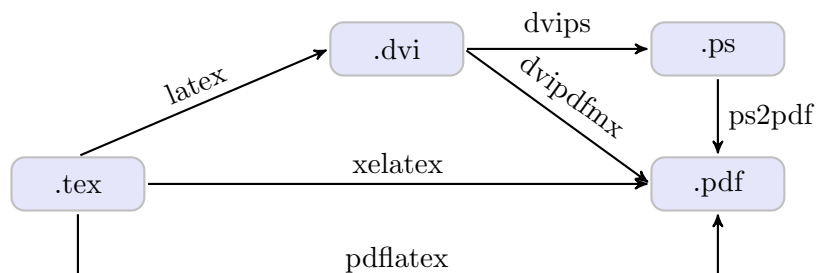 dvips
.dvi
.ps
latex
dvipdfmx
ps2pdf
xelatex
.tex
.pdf
pdflatex